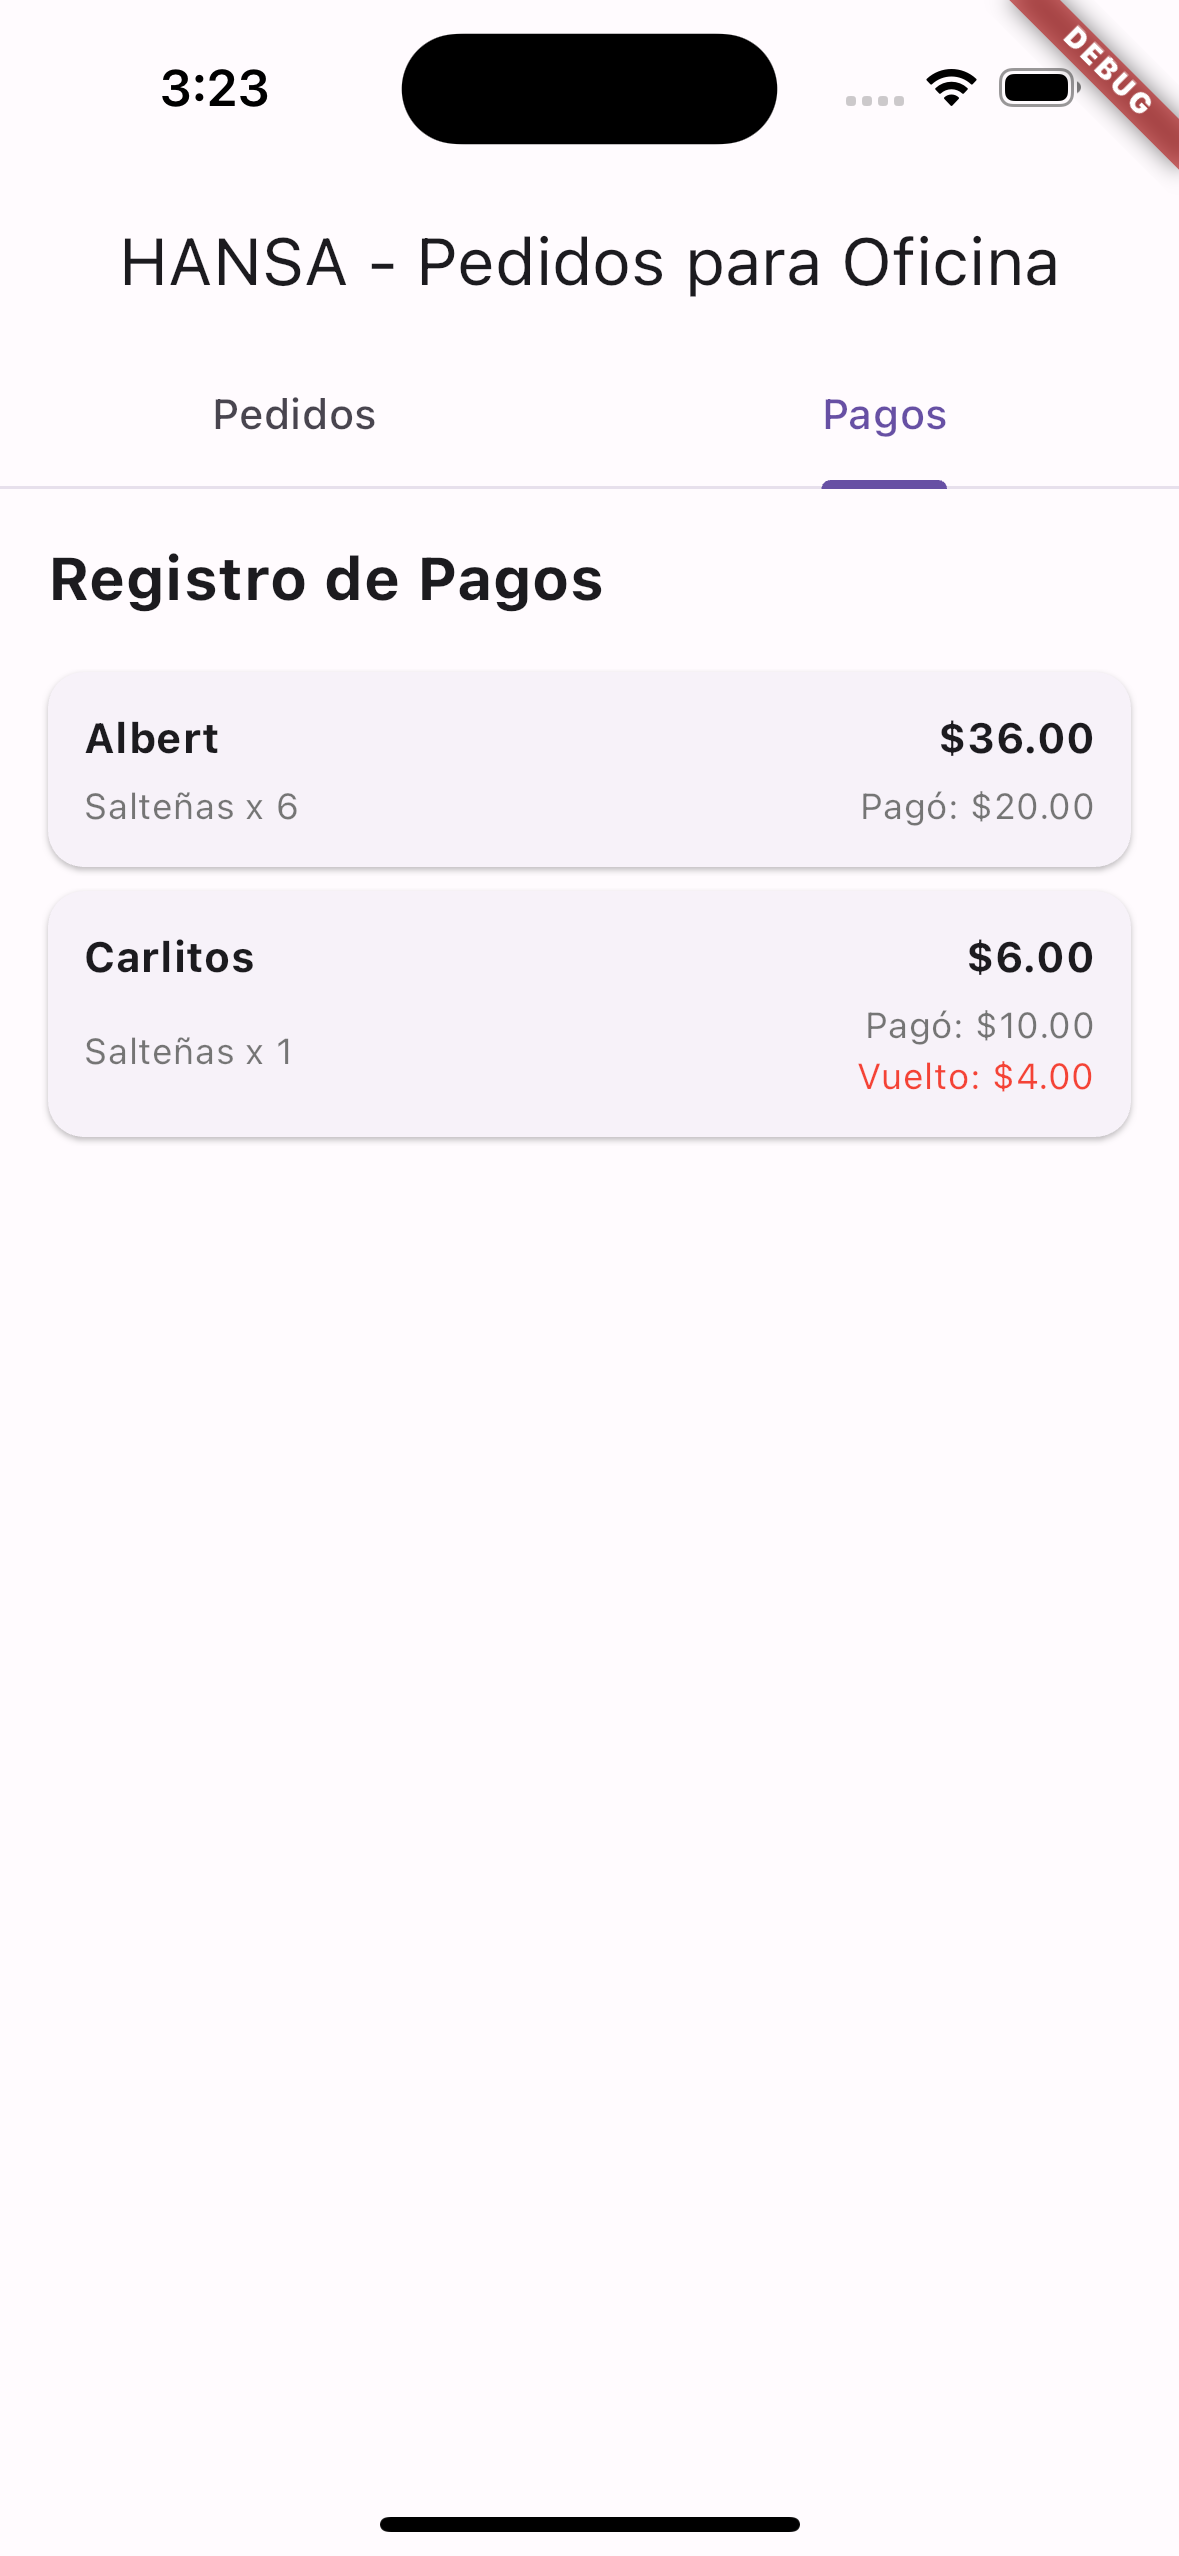 3:23
DEBUG
HANSA - Pedidos para Oficina
Pedidos Pagos
Registro de Pagos
Albert $36.00
Salteñas x 6 Pagó: $20.00
Carlitos $6.00
Pagó: $10.00
Salteñas x 1
Vuelto: $4.00